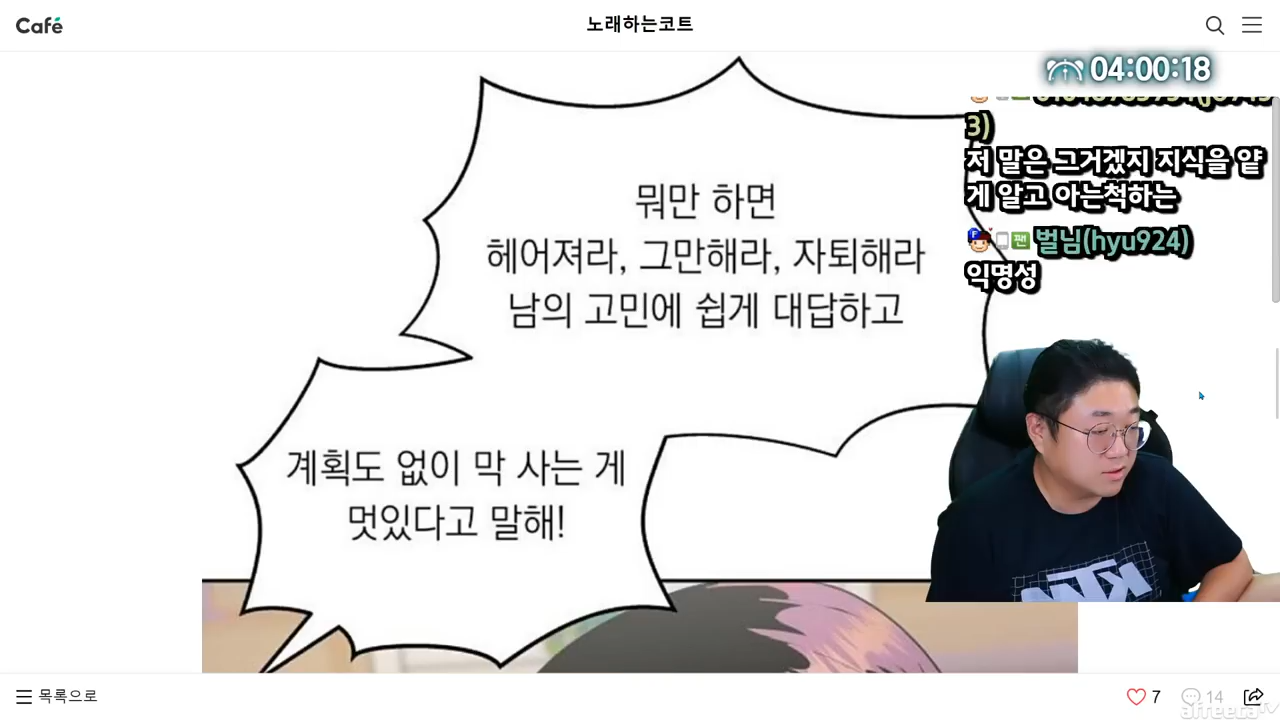 Café
노래하는코트
04:00:18
3)
저 말은 그거겠지 지식을 얕
게 알고 아는척하는
팬 벌님(hyu924)
익명성
뭐만 하면
헤어져라, 그만해라, 자퇴해라
남의 고민에 쉽게 대답하고
계획도 없이 막 사는 게
멋있다고 말해!
KTM
목록으로
7
14
afreecaTV